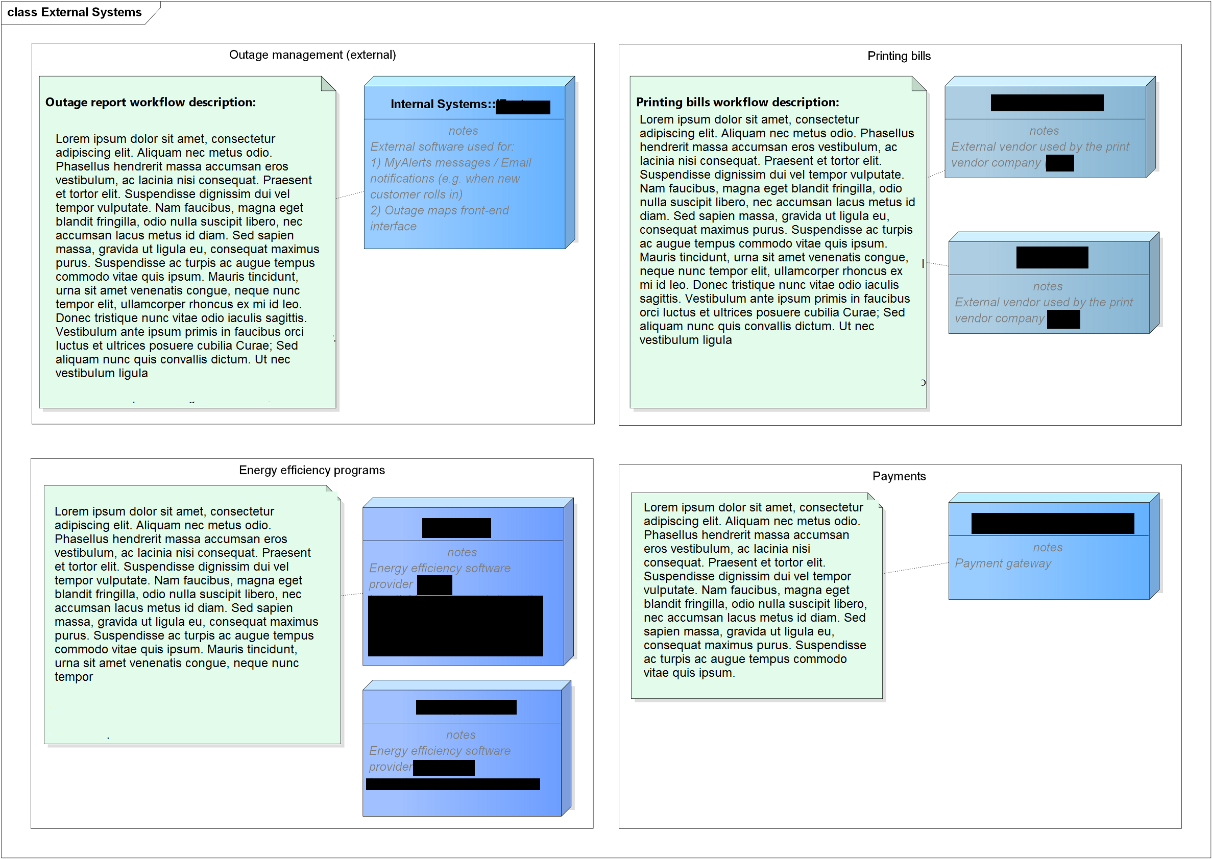 class External Systems
Outage management (external)
Outage report workflow description:
Lorem ipsum dolor sit amet, consectetur
adipiscing elit. Aliquam nec metus odio.
Phasellus hendrerit massa accumsan eros
vestibulum, ac lacinia nisi consequat. Praesent
et tortor elit. Suspendisse dignissim dui vel
tempor vulputate. Nam faucibus, magna eget
blandit fringilla, odio nulla suscipit libero, nec
accumsan lacus metus id diam. Sed sapien
massa, gravida ut ligula eu, consequat maximus
purus. Suspendisse ac turpis ac augue tempus
commodo vitae quis ipsum. Mauris tincidunt,
urna sit amet venenatis congue, neque nunc
tempor elit, ullamcorper rhoncus ex mi id leo.
Donec tristique nunc vitae odio iaculis sagittis.
Vestibulum ante ipsum primis in faucibus orci
luctus et ultrices posuere cubilia Curae; Sed
aliquam nunc quis convallis dictum. Ut nec
vestibulum ligula
Internal Systems::
notes
External software used for:
1) MyAlerts messages / Email
notifications (e.g. when new
customer rolls in)
2) Outage maps front-end
interface
Printing bills
Printing bills workflow description:
Lorem ipsum dolor sit amet, consectetur
adipiscing elit. Aliquam nec metus odio. Phasellus
hendrerit massa accumsan eros vestibulum, ac
lacinia nisi consequat. Praesent et tortor elit.
Suspendisse dignissim dui vel tempor vulputate.
Nam faucibus, magna eget blandit fringilla, odio
nulla suscipit libero, nec accumsan lacus metus id
diam. Sed sapien massa, gravida ut ligula eu,
consequat maximus purus. Suspendisse ac turpis
ac augue tempus commodo vitae quis ipsum.
Mauris tincidunt, urna sit amet venenatis congue,
neque nunc tempor elit, ullamcorper rhoncus ex
mi id leo. Donec tristique nunc vitae odio iaculis
sagittis. Vestibulum ante ipsum primis in faucibus
orci luctus et ultrices posuere cubilia Curae; Sed
aliquam nunc quis convallis dictum. Ut nec
vestibulum ligula
notes
External vendor used by the print
vendor company
notes
External vendor used by the print
vendor company
Energy efficiency programs
Lorem ipsum dolor sit amet, consectetur
adipiscing elit. Aliquam nec metus odio.
Phasellus hendrerit massa accumsan eros
vestibulum, ac lacinia nisi consequat. Praesent
et tortor elit. Suspendisse dignissim dui vel
tempor vulputate. Nam faucibus, magna eget
blandit fringilla, odio nulla suscipit libero, nec
accumsan lacus metus id diam. Sed sapien
massa, gravida ut ligula eu, consequat maximus
purus. Suspendisse ac turpis ac augue tempus
commodo vitae quis ipsum. Mauris tincidunt,
urna sit amet venenatis congue, neque nunc
tempor
notes
Energy efficiency software
provider
notes
Energy efficiency software
provider
Payments
Lorem ipsum dolor sit amet, consectetur
adipiscing elit. Aliquam nec metus odio.
Phasellus hendrerit massa accumsan
eros vestibulum, ac lacinia nisi
consequat. Praesent et tortor elit.
Suspendisse dignissim dui vel tempor
vulputate. Nam faucibus, magna eget
blandit fringilla, odio nulla suscipit libero,
nec accumsan lacus metus id diam. Sed
sapien massa, gravida ut ligula eu,
consequat maximus purus. Suspendisse
ac turpis ac augue tempus commodo
vitae quis ipsum.
notes
Payment gateway